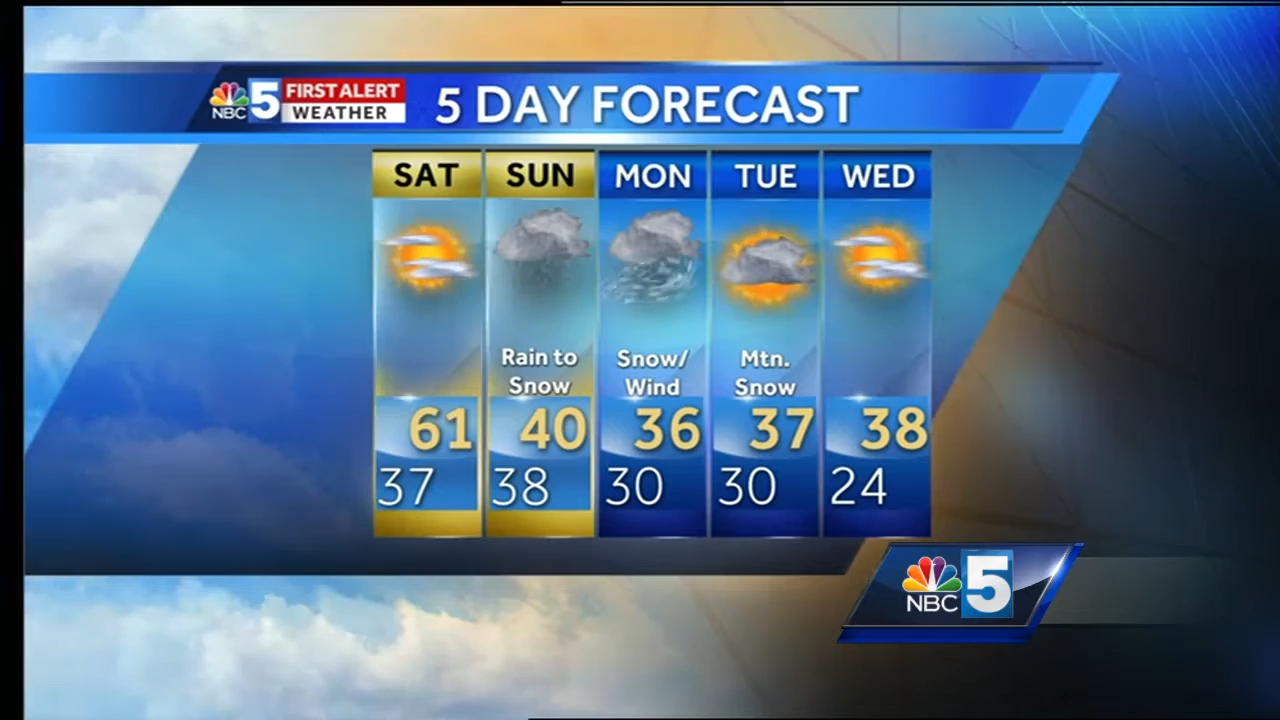 NBC 5 FIRST ALERT WEATHER
5 DAY FORECAST
SAT SUN MON TUE WED
Rain to Snow/ Mtn.
Snow Wind Snow
61 40 36 37 38
37 38 30 30 24
NBC 5